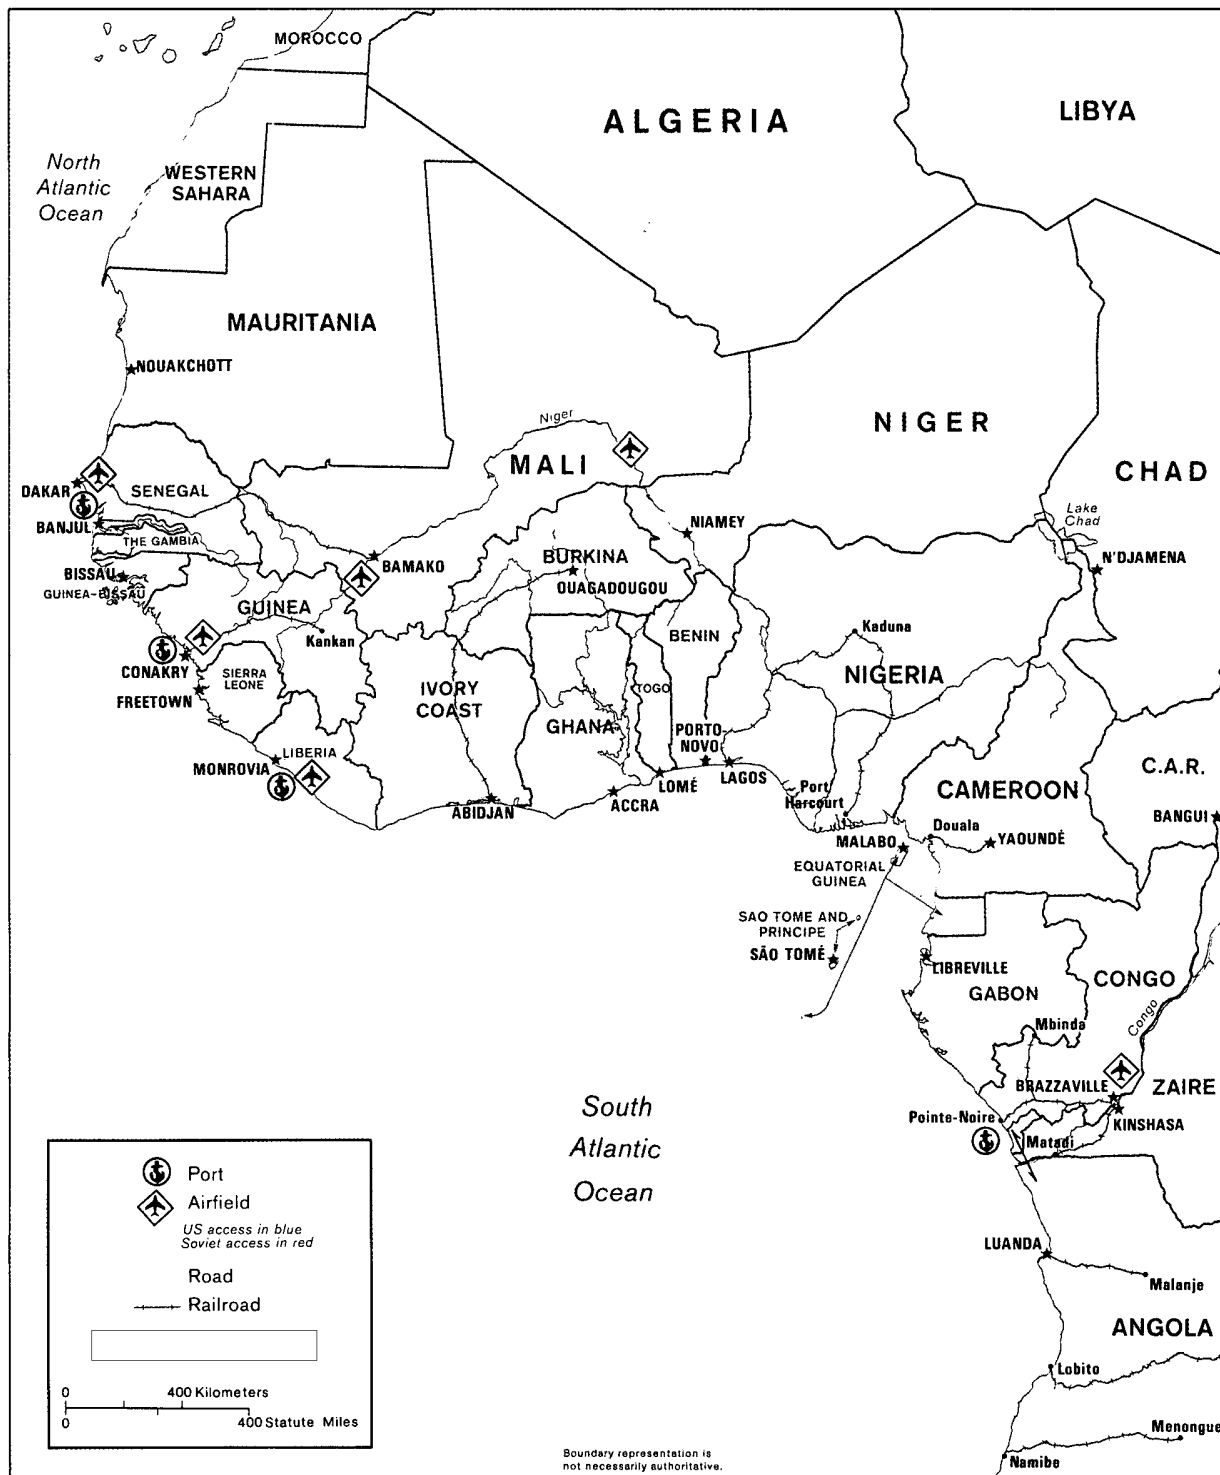 MOROCCO
ALGERIA
LIBYA
North
Atlantic
Ocean
WESTERN
SAHARA
MAURITANIA
NOUAKCHOTT
Niger
NIGER
MALI
CHAD
DAKAR
SENEGAL
Lake
Chad
BANJUL
NIAMEY
THE GAMBIA
BURKINA
N'DJAMENA
BAMAKO
BISSAU
OUAGADOUGOU
GUINEA-BISSAU
GUINEA
BENIN
Kaduna
Kankan
CONAKRY
SIERRA
LEONE
NIGERIA
FREETOWN
IVORY
COAST
TOGO
GHANA
PORTO-
NOVO
LIBERIA
MONROVIA
LAGOS
C.A.R.
LOMÉ
CAMEROON
Port
Harcourt
ABIDJAN
ACCRA
BANGUI
Douala
MALABO
YAOUNDÉ
EQUATORIAL
GUINEA
SAO TOME AND
PRINCIPE
SÃO TOMÉ
LIBREVILLE
CONGO
GABON
Congo
Mbinda
BRAZZAVILLE
ZAIRE
South
Atlantic
Ocean
Pointe-Noire
KINSHASA
Matadi
Port
Airfield
US access in blue
Soviet access in red
Road
Railroad
0 400 Kilometers
0 400 Statute Miles
LUANDA
Malanje
ANGOLA
Lobito
Menongue
Namibe
Boundary representation is
not necessarily authoritative.